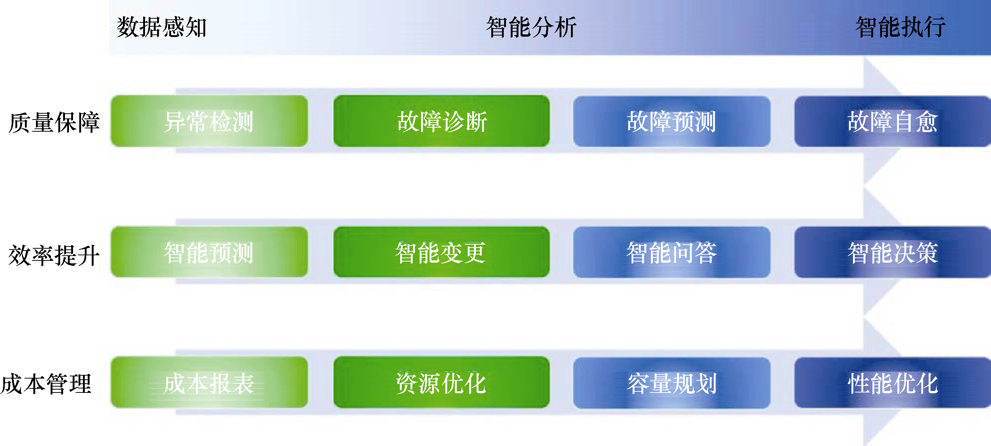 数据感知 智能分析 智能执行
质量保障 异常检测 故障诊断 故障预测 故障自愈
效率提升 智能预测 智能变更 智能问答 智能决策
成本管理 成本报表 资源优化 容量规划 性能优化